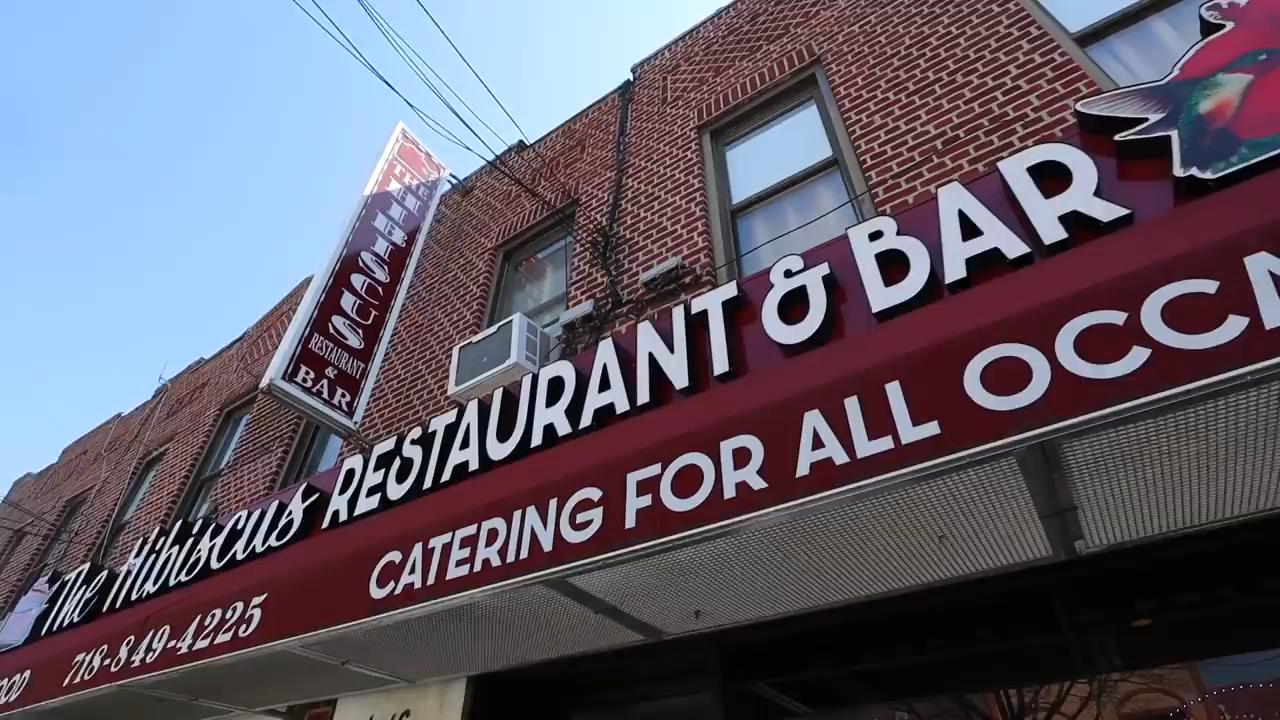 THE HIBISCUS
RESTAURANT
&
BAR
The Hibiscus RESTAURANT & BAR
718-849-4225 CATERING FOR ALL